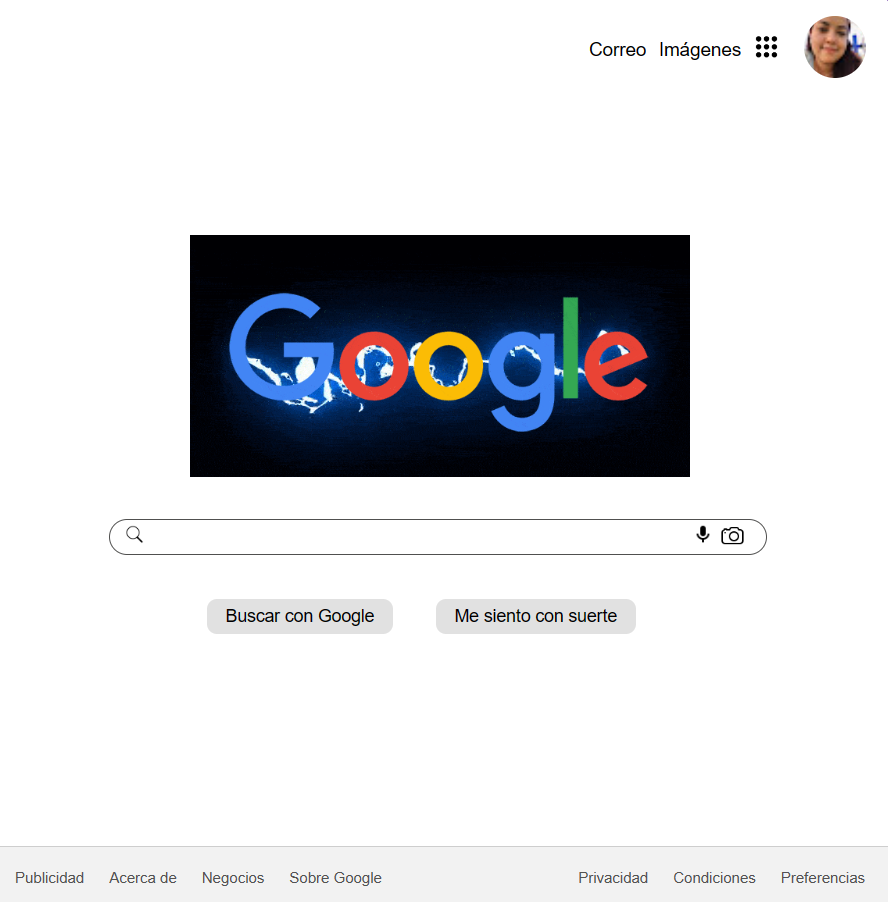 Correo Imágenes
Google
Buscar con Google Me siento con suerte
Publicidad Acerca de Negocios Sobre Google Privacidad Condiciones Preferencias